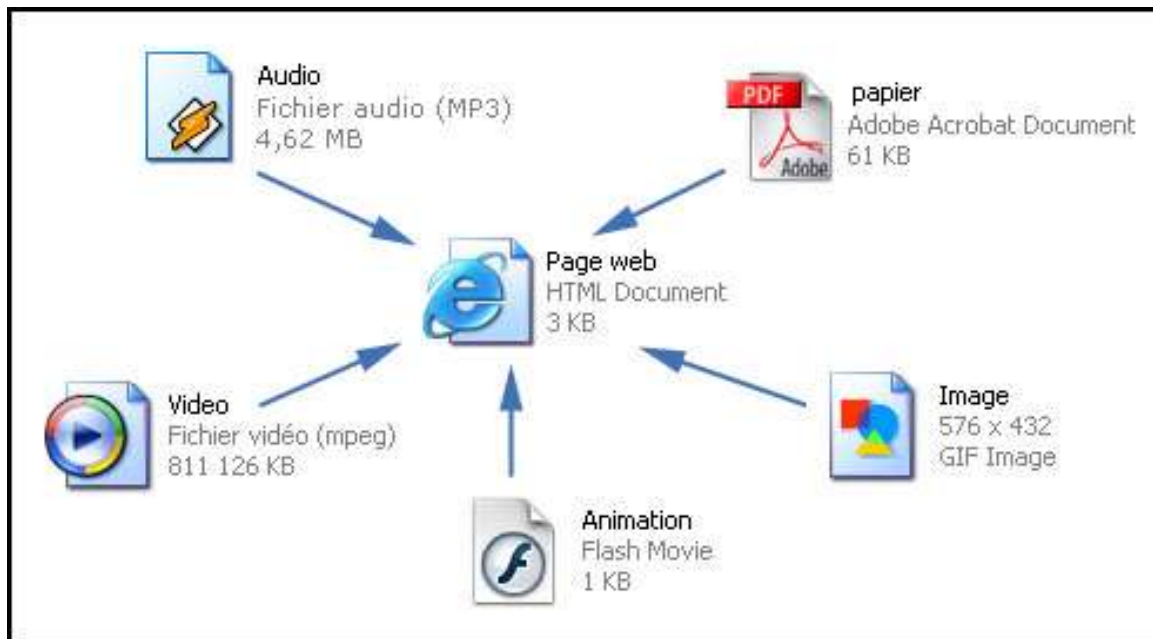 Audio
Fichier audio (MP3)
4,62 MB
PDF
Adobe
papier
Adobe Acrobat Document
61 KB
Page web
HTML Document
3 KB
Video
Fichier vidéo (mpeg)
811 126 KB
Image
576 x 432
GIF Image
Animation
Flash Movie
1 KB